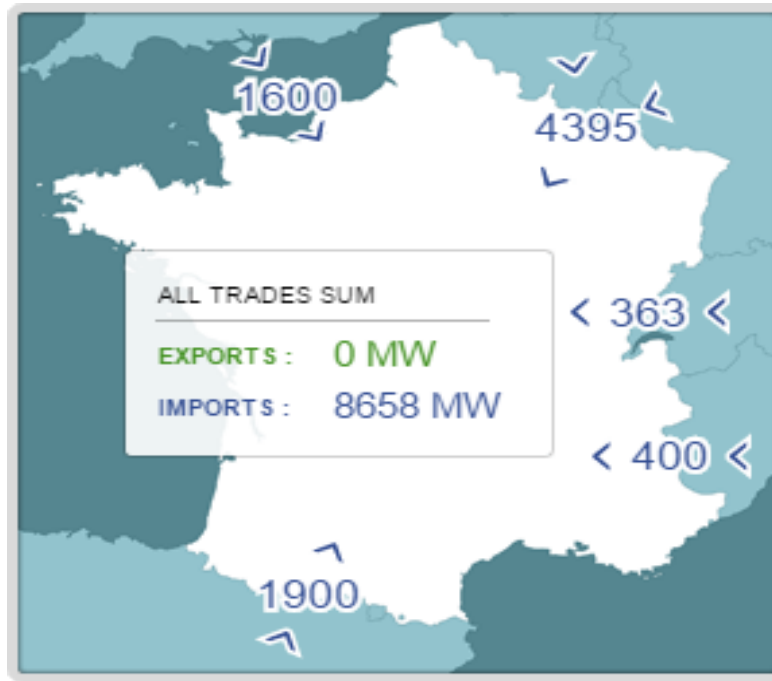 1600
4395
ALL TRADES SUM
EXPORTS : 0 MW
IMPORTS : 8658 MW
363
400
1900